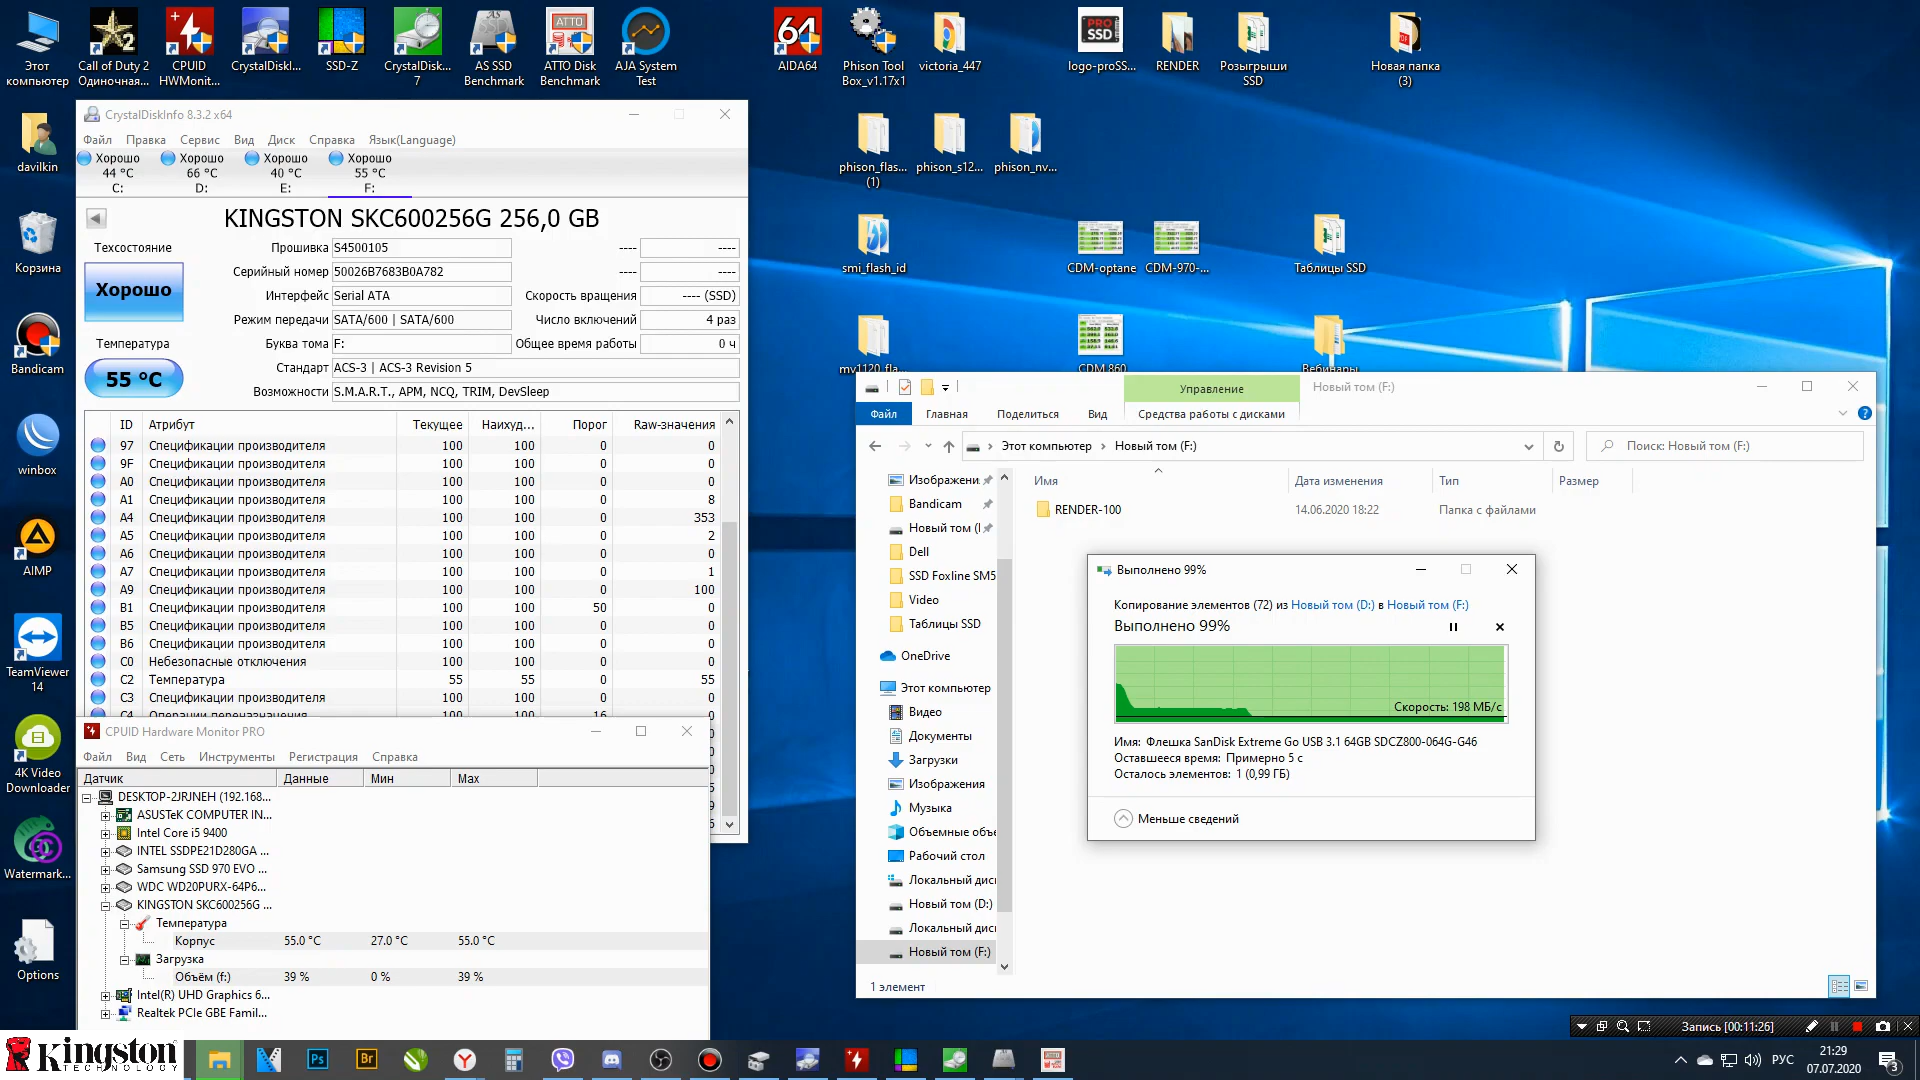 Этот компьютер
Call of Duty 2 Одиночная...
CPUID HWMonit...
CrystalDiskI...
SSD-Z
CrystalDisk... 7
AS SSD Benchmark
ATTO Disk Benchmark
AJA System Test
AIDA64
Phison Tool Box_v1.17x1
victoria_447
logo-proSS...
RENDER
Розыгрыши SSD
Новая папка (3)
davilkin
Корзина
Bandicam
winbox
AIMP
TeamViewer 14
4K Video Downloader
Watermark...
Options
phison_flas... (1)
phison_s12...
phison_nv...
smi_flash_id
CDM-optane
CDM-970-...
Таблицы SSD
mv1120_fla...
CDM 860
Вебинары
CrystalDiskInfo 8.3.2 x64
Файл Правка Сервис Вид Диск Справка Язык(Language)
Хорошо Хорошо Хорошо Хорошо
44 °C 66 °C 40 °C 55 °C
C: D: E: F:
KINGSTON SKC600256G 256,0 GB
Техсостояние
Хорошо
Температура
55 °C
Прошивка S4500105 ---- ----
Серийный номер 50026B7683B0A782 ---- ----
Интерфейс Serial ATA Скорость вращения ---- (SSD)
Режим передачи SATA/600 | SATA/600 Число включений 4 раз
Буква тома F: Общее время работы 0 ч
Стандарт ACS-3 | ACS-3 Revision 5
Возможности S.M.A.R.T., APM, NCQ, TRIM, DevSleep
ID Атрибут Текущее Наихуд... Порог Raw-значения
97 Спецификации производителя 100 100 0 0
9F Спецификации производителя 100 100 0 0
A0 Спецификации производителя 100 100 0 0
A1 Спецификации производителя 100 100 0 8
A4 Спецификации производителя 100 100 0 353
A5 Спецификации производителя 100 100 0 2
A6 Спецификации производителя 100 100 0 0
A7 Спецификации производителя 100 100 0 1
A9 Спецификации производителя 100 100 0 100
B1 Спецификации производителя 100 100 50 0
B5 Спецификации производителя 100 100 0 0
B6 Спецификации производителя 100 100 0 0
C0 Небезопасные отключения 100 100 0 0
C2 Температура 55 55 0 55
C3 Спецификации производителя 100 100 0 0
C4 Операции переназначения 100 100 16 0
CPUID Hardware Monitor PRO
Файл Вид Сеть Инструменты Регистрация Справка
Датчик Данные Мин Max
DESKTOP-2JRJNEH (192.168...
ASUSTeK COMPUTER IN...
Intel Core i5 9400
INTEL SSDPE21D280GA ...
Samsung SSD 970 EVO ...
WDC WD20PURX-64P6...
KINGSTON SKC600256G ...
Температура
Корпус 55.0 °C 27.0 °C 55.0 °C
Загрузка
Объём (f:) 39 % 0 % 39 %
Intel(R) UHD Graphics 6...
Realtek PCIe GBE Famil...
Управление Новый том (F:)
Файл Главная Поделиться Вид Средства работы с дисками
Этот компьютер Новый том (F:) Поиск: Новый том (F:)
Имя Дата изменения Тип Размер
RENDER-100 14.06.2020 18:22 Папка с файлами
Изображени
Bandicam
Новый том (
Dell
SSD Foxline SM5
Video
Таблицы SSD
OneDrive
Этот компьютер
Видео
Документы
Загрузки
Изображения
Музыка
Объемные объе
Рабочий стол
Локальный диск
Новый том (D:)
Локальный диск
Новый том (F:)
1 элемент
Выполнено 99%
Копирование элементов (72) из Новый том (D:) в Новый том (F:)
Выполнено 99%
Скорость: 198 МБ/с
Имя: Флешка SanDisk Extreme Go USB 3.1 64GB SDCZ800-064G-G46
Оставшееся время: Примерно 5 с
Осталось элементов: 1 (0,99 ГБ)
Меньше сведений
Запись [00:11:26]
Kingston
TECHNOLOGY
РУС
21:29
07.07.2020
3